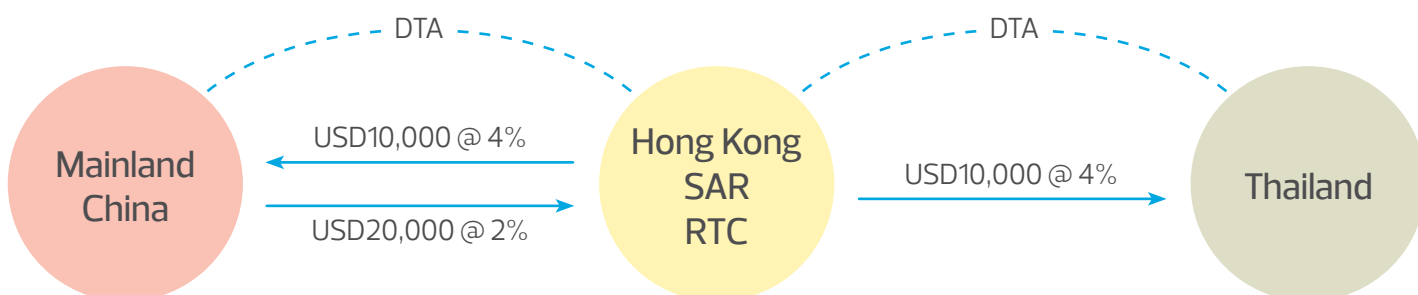 DTA
DTA
Mainland
China
USD10,000 @ 4%
USD20,000 @ 2%
Hong Kong
SAR
RTC
USD10,000 @ 4%
Thailand